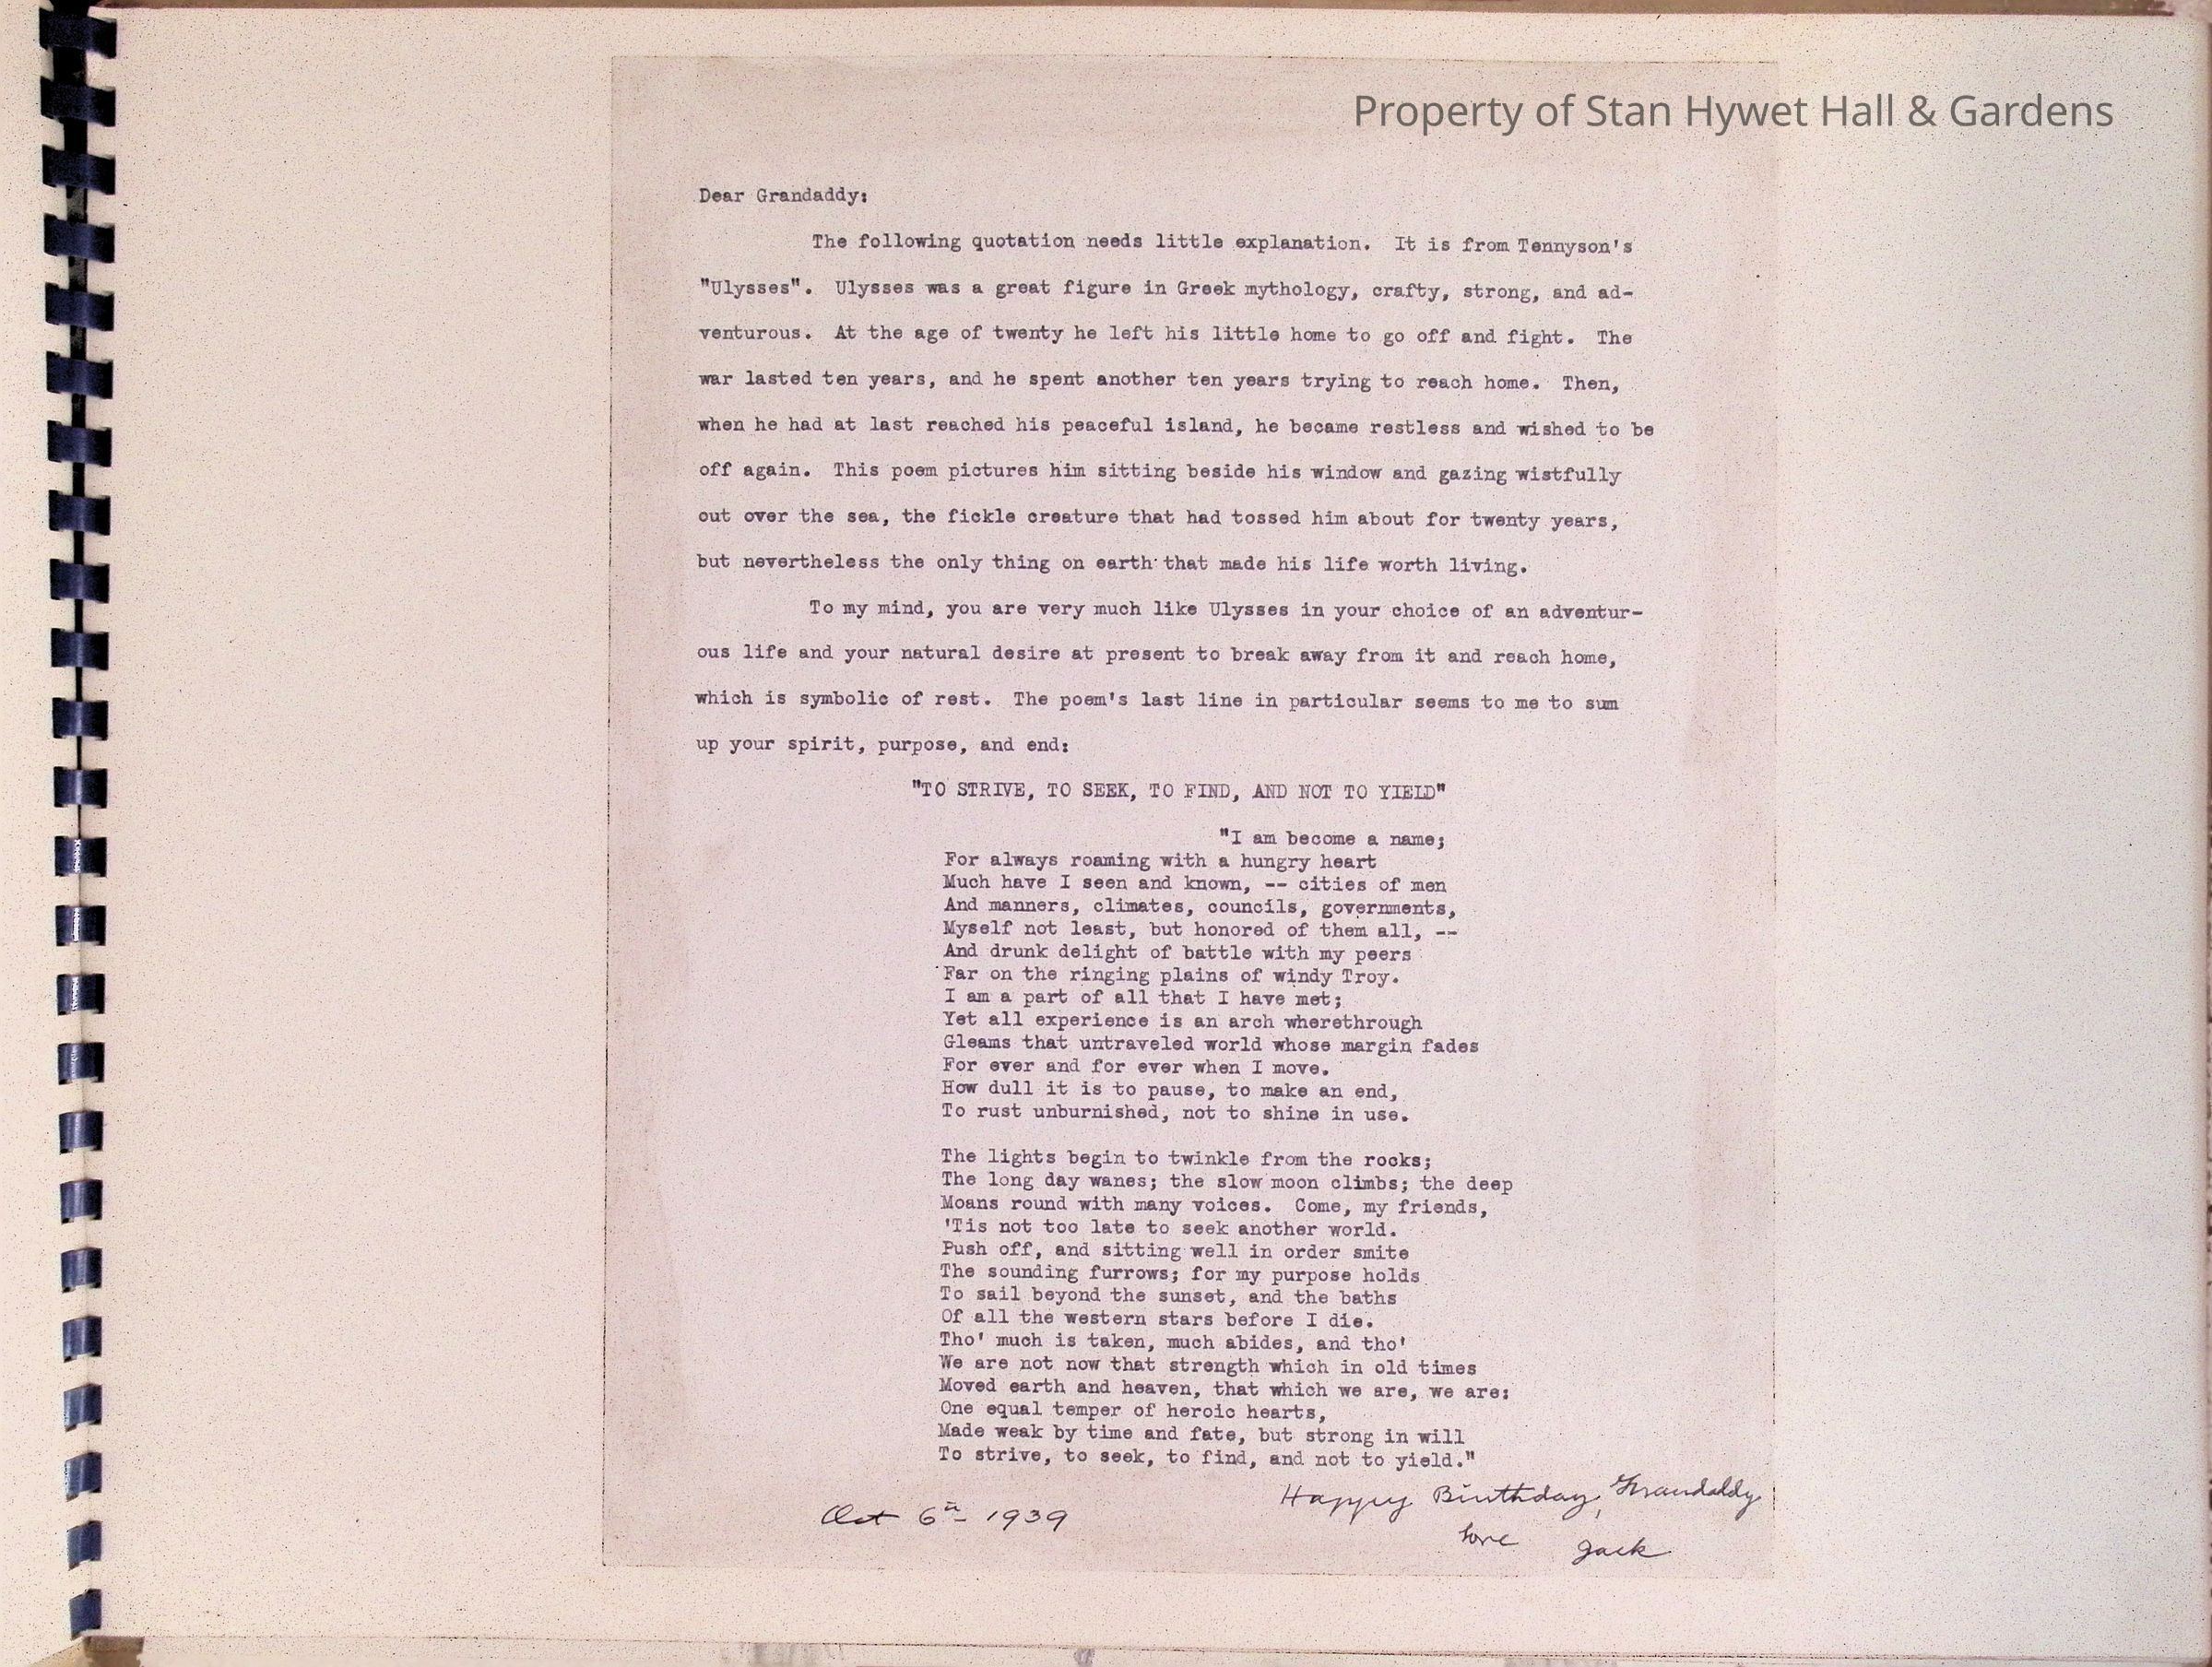 Property of Stan Hywet Hall & Gardens
Dear Grandaddy:
The following quotation needs little explanation. It is from Tennyson's
"Ulysses". Ulysses was a great figure in Greek mythology, crafty, strong, and ad-
venturous. At the age of twenty he left his little home to go off and fight. The
war lasted ten years, and he spent another ten years trying to reach home. Then,
when he had at last reached his peaceful island, he became restless and wished to be
off again. This poem pictures him sitting beside his window and gazing wistfully
out over the sea, the fickle creature that had tossed him about for twenty years,
but nevertheless the only thing on earth that made his life worth living.
To my mind, you are very much like Ulysses in your choice of an adventur-
ous life and your natural desire at present to break away from it and reach home,
which is symbolic of rest. The poem's last line in particular seems to me to sum
up your spirit, purpose, and end:
"TO STRIVE, TO SEEK, TO FIND, AND NOT TO YIELD"
"I am become a name;
For always roaming with a hungry heart
Much have I seen and known, -- cities of men
And manners, climates, councils, governments,
Myself not least, but honored of them all, --
And drunk delight of battle with my peers
Far on the ringing plains of windy Troy.
I am a part of all that I have met;
Yet all experience is an arch wherethrough
Gleams that untraveled world whose margin fades
For ever and for ever when I move.
How dull it is to pause, to make an end,
To rust unburnished, not to shine in use.
The lights begin to twinkle from the rocks;
The long day wanes; the slow moon climbs; the deep
Moans round with many voices. Come, my friends,
'Tis not too late to seek another world.
Push off, and sitting well in order smite
The sounding furrows; for my purpose holds
To sail beyond the sunset, and the baths
Of all the western stars before I die.
Tho' much is taken, much abides, and tho'
We are not now that strength which in old times
Moved earth and heaven, that which we are, we are:
One equal temper of heroic hearts,
Made weak by time and fate, but strong in will
To strive, to seek, to find, and not to yield."
Happy Birthday, Grandaddy
Oct 6th 1939
love Jack